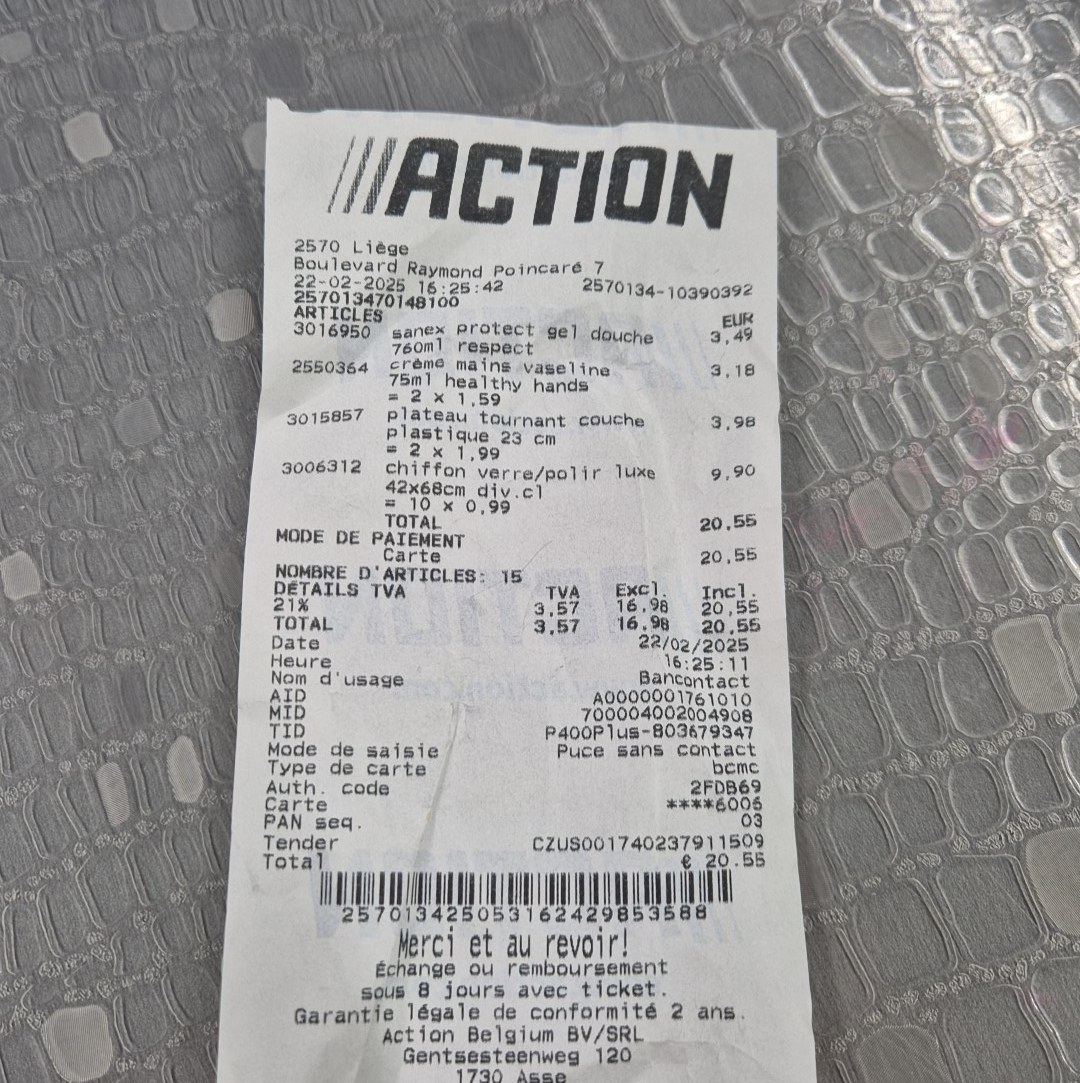 ACTION
2570 Liège
Boulevard Raymond Poincaré 7
22-02-2025 16:25:42 2570134-10390392
257013470148100
ARTICLES EUR
3016950 sanex protect gel douche 3,49
760ml respect
2550364 crème mains vaseline 3,18
75ml healthy hands
= 2 x 1,59
3015857 plateau tournant couche 3,98
plastique 23 cm
= 2 x 1,99
3006312 chiffon verre/polir luxe 9,90
42x68cm div.cl
= 10 x 0,99
TOTAL 20,55
MODE DE PAIEMENT
Carte 20,55
NOMBRE D'ARTICLES: 15
DÉTAILS TVA TVA Excl. Incl.
21% 3,57 16,98 20,55
TOTAL 3,57 16,98 20,55
Date 22/02/2025
Heure 16:25:11
Nom d'usage Bancontact
AID A0000001761010
MID 700004002004908
TID P400Plus-803679347
Mode de saisie Puce sans contact
Type de carte bcmc
Auth. code 2FDB69
Carte ****6006
PAN seq. 03
Tender CZUS001740237911509
Total € 20.55
257013425053162429853588
Merci et au revoir!
Échange ou remboursement
sous 8 jours avec ticket.
Garantie légale de conformité 2 ans.
Action Belgium BV/SRL
Gentsesteenweg 120
1730 Asse